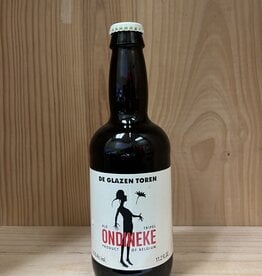 DE GLAZEN TOREN
TRIPEL
ONDINEKE
PRODUCT OF BELGIUM